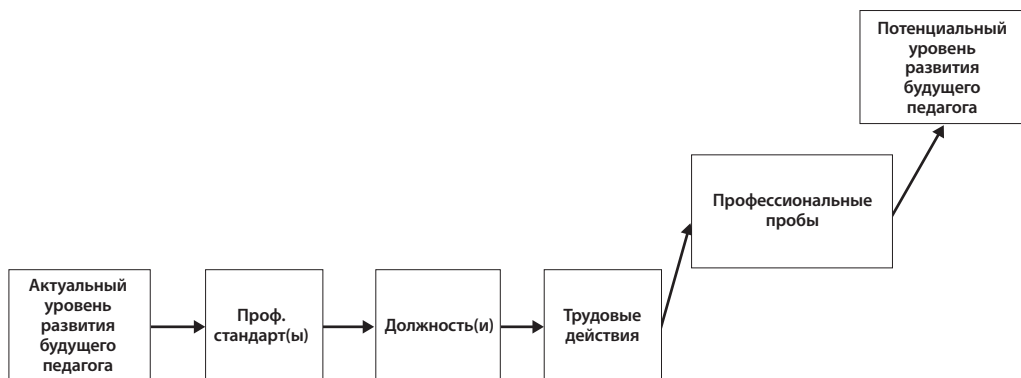 Потенциальный
уровень
развития
будущего
педагога
Профессиональные
пробы
Актуальный
уровень
развития
будущего
педагога
Проф.
стандарт(ы)
Должность(и)
Трудовые
действия